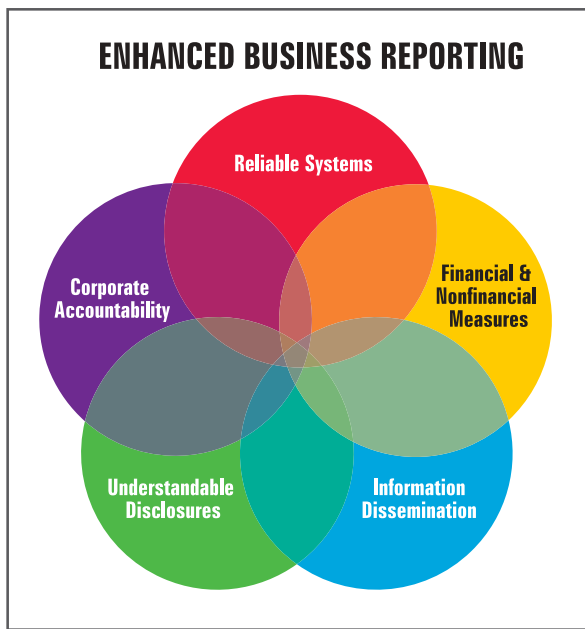 ENHANCED BUSINESS REPORTING
Reliable Systems
Corporate
Accountability
Financial &
Nonfinancial
Measures
Understandable
Disclosures
Information
Dissemination